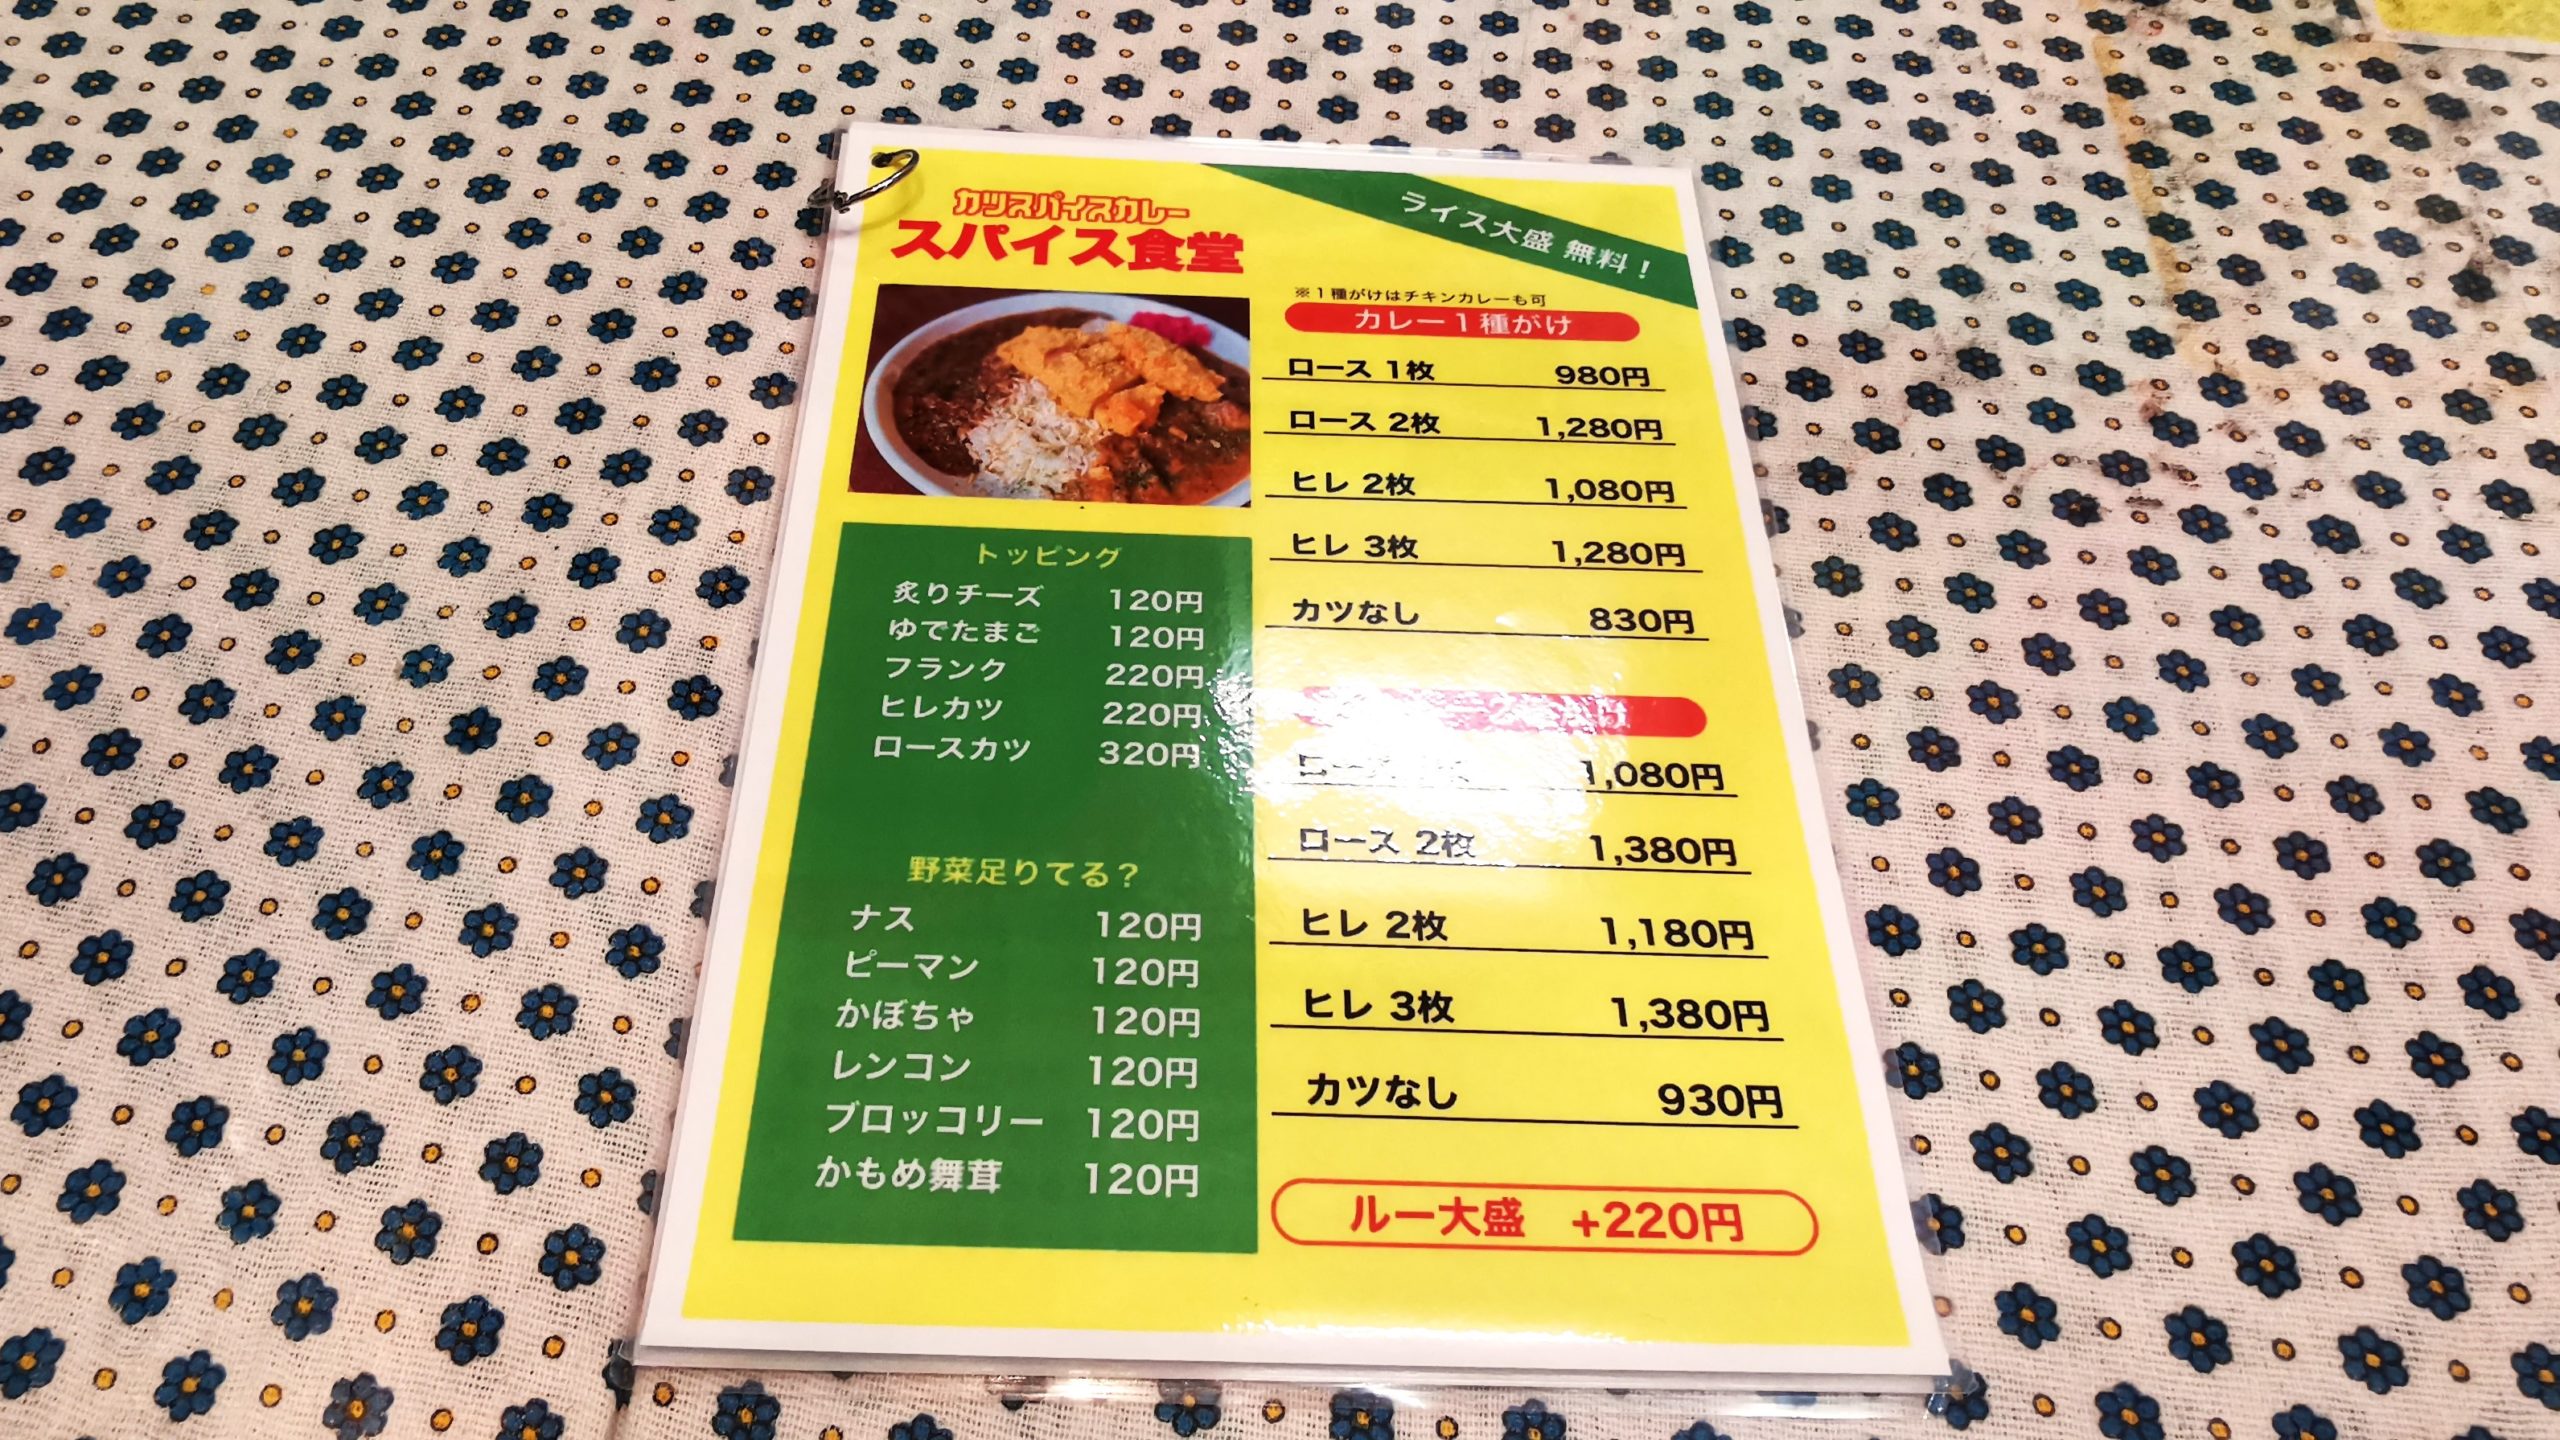 カツスパイスカレー
スパイス食堂
ライス大盛 無料！
※1種がけはチキンカレーも可
カレー1種がけ
ロース 1枚 980円
ロース 2枚 1,280円
ヒレ 2枚 1,080円
ヒレ 3枚 1,280円
カツなし 830円
1,080円
ロース 2枚 1,380円
ヒレ 2枚 1,180円
ヒレ 3枚 1,380円
カツなし 930円
ルー大盛 +220円
トッピング
炙りチーズ 120円
ゆでたまご 120円
フランク 220円
ヒレカツ 220円
ロースカツ 320円
野菜足りてる？
ナス 120円
ピーマン 120円
かぼちゃ 120円
レンコン 120円
ブロッコリー 120円
かもめ舞茸 120円